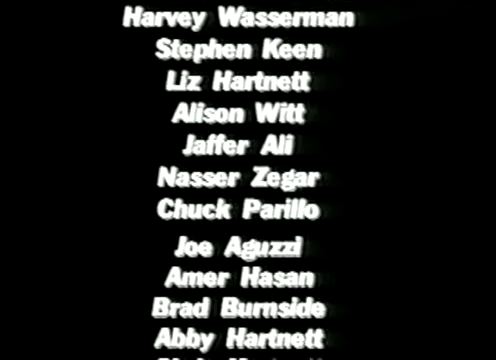 Harvey Wasserman
Stephen Keen
Liz Hartnett
Alison Witt
Jaffer Ali
Nasser Zegar
Chuck Parillo
Joe Aguzzi
Amer Hasan
Brad Burnside
Abby Hartnett